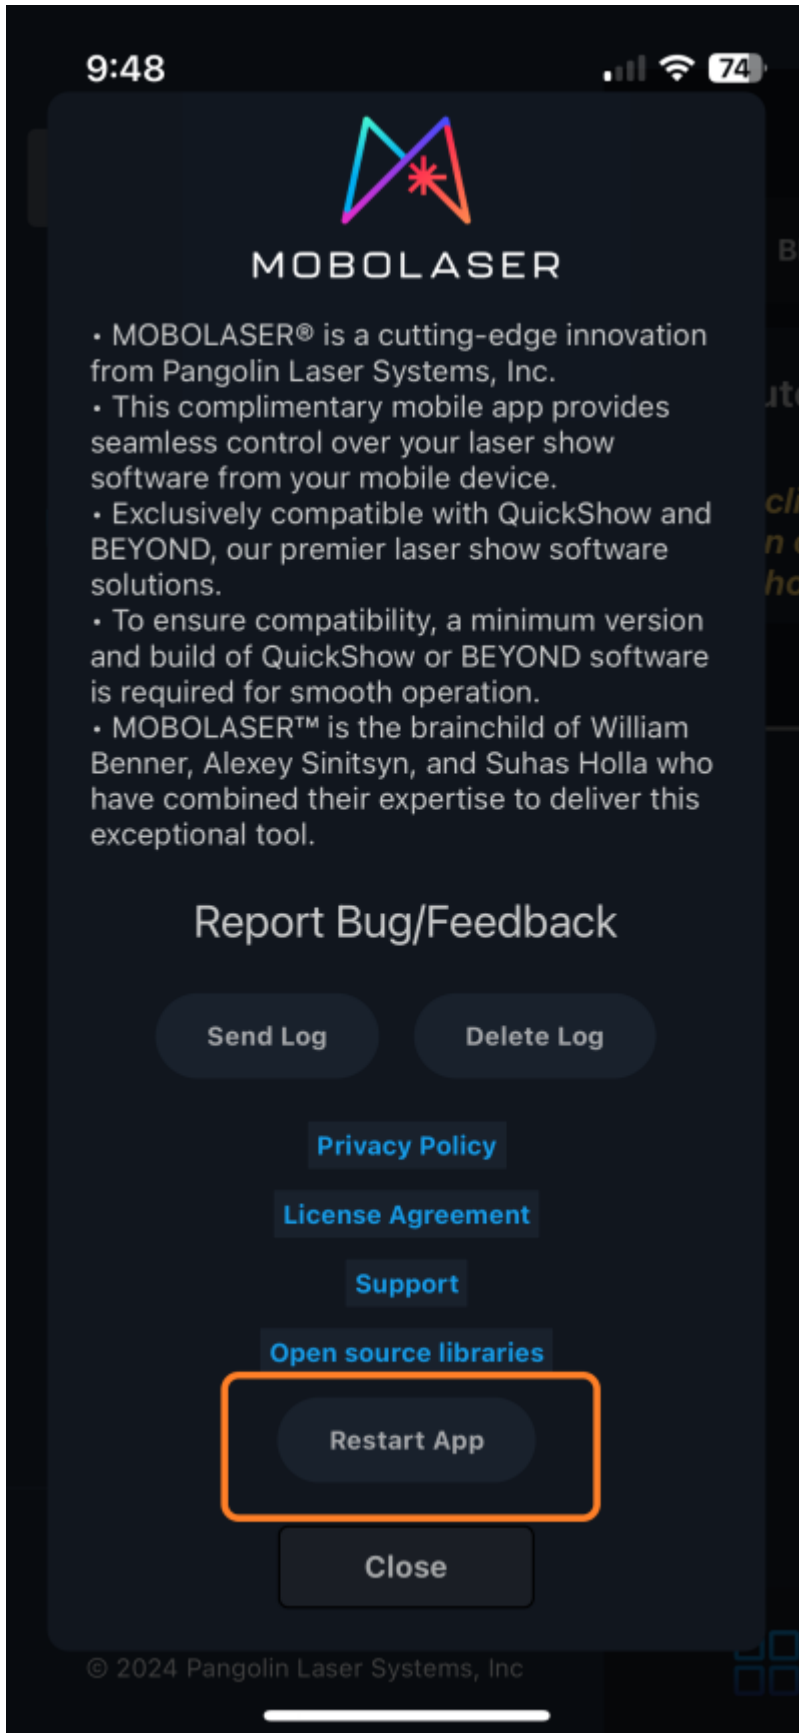 9:48
74
MOBOLASER
B
• MOBOLASER® is a cutting-edge innovation
from Pangolin Laser Systems, Inc.
• This complimentary mobile app provides
seamless control over your laser show
software from your mobile device.
• Exclusively compatible with QuickShow and
BEYOND, our premier laser show software
solutions.
• To ensure compatibility, a minimum version
and build of QuickShow or BEYOND software
is required for smooth operation.
• MOBOLASER™ is the brainchild of William
Benner, Alexey Sinitsyn, and Suhas Holla who
have combined their expertise to deliver this
exceptional tool.
Report Bug/Feedback
Send Log Delete Log
Privacy Policy
License Agreement
Support
Open source libraries
Restart App
Close
© 2024 Pangolin Laser Systems, Inc